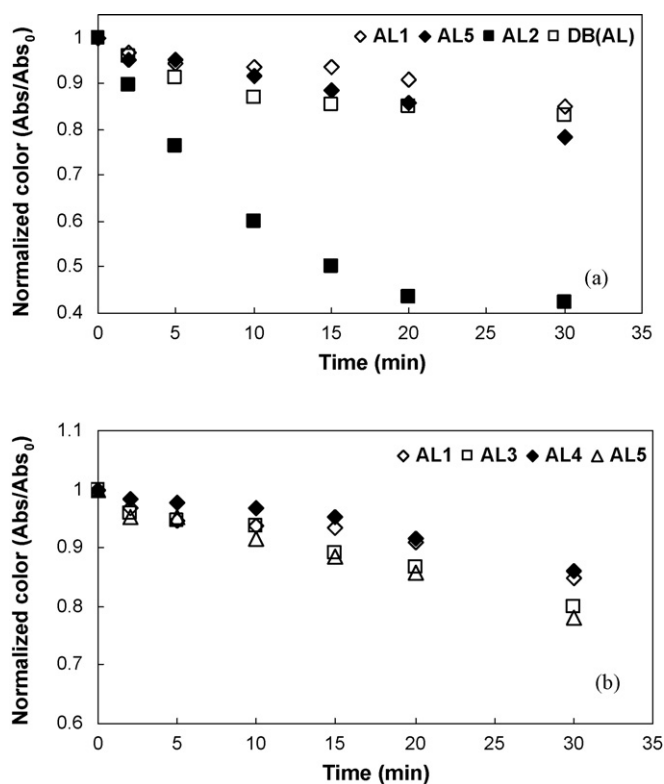 ◇ AL1 ◆ AL5 ■ AL2 □ DB(AL)
Normalized color (Abs/Abs₀)
1
0.9
0.8
0.7
0.6
0.5
0.4
(a)
0 5 10 15 20 25 30 35
Time (min)
◇ AL1 □ AL3 ◆ AL4 △ AL5
Normalized color (Abs/Abs₀)
1.1
1
0.9
0.8
0.7
0.6
(b)
0 5 10 15 20 25 30 35
Time (min)